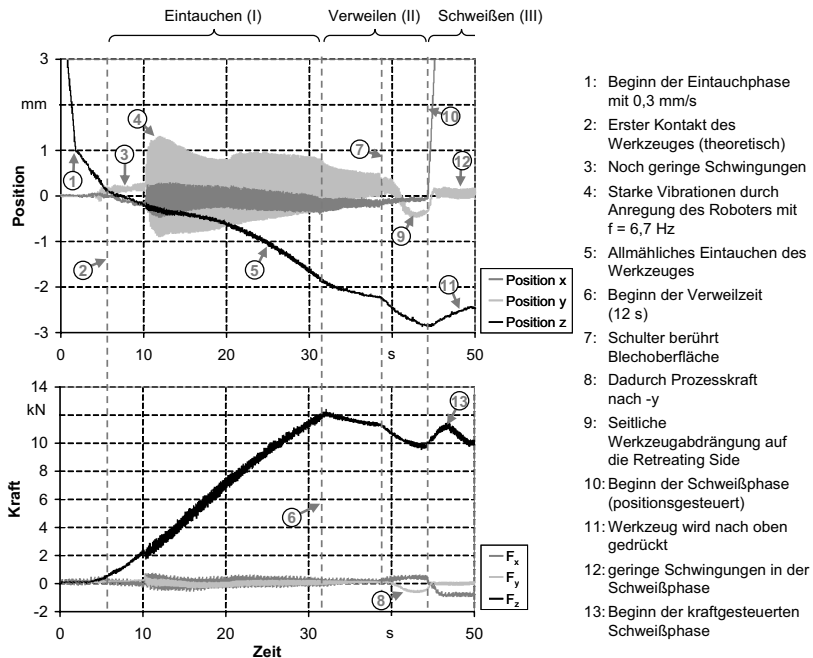 Eintauchen (I) Verweilen (II) Schweißen (III)
3
mm
1
0
-1
-2
-3
Position
0 10 20 30 s 50
1
2
3
4
5
7
9
10
11
12
Position x
Position y
Position z
14
kN
10
8
6
4
2
0
-2
Kraft
0 10 20 30 s 50
Zeit
6
8
13
Fx
Fy
Fz
1: Beginn der Eintauchphase
mit 0,3 mm/s
2: Erster Kontakt des
Werkzeuges (theoretisch)
3: Noch geringe Schwingungen
4: Starke Vibrationen durch
Anregung des Roboters mit
f = 6,7 Hz
5: Allmähliches Eintauchen des
Werkzeuges
6: Beginn der Verweilzeit
(12 s)
7: Schulter berührt
Blechoberfläche
8: Dadurch Prozesskraft
nach -y
9: Seitliche
Werkzeugabdrängung auf
die Retreating Side
10: Beginn der Schweißphase
(positionsgesteuert)
11: Werkzeug wird nach oben
gedrückt
12: geringe Schwingungen in der
Schweißphase
13: Beginn der kraftgesteuerten
Schweißphase